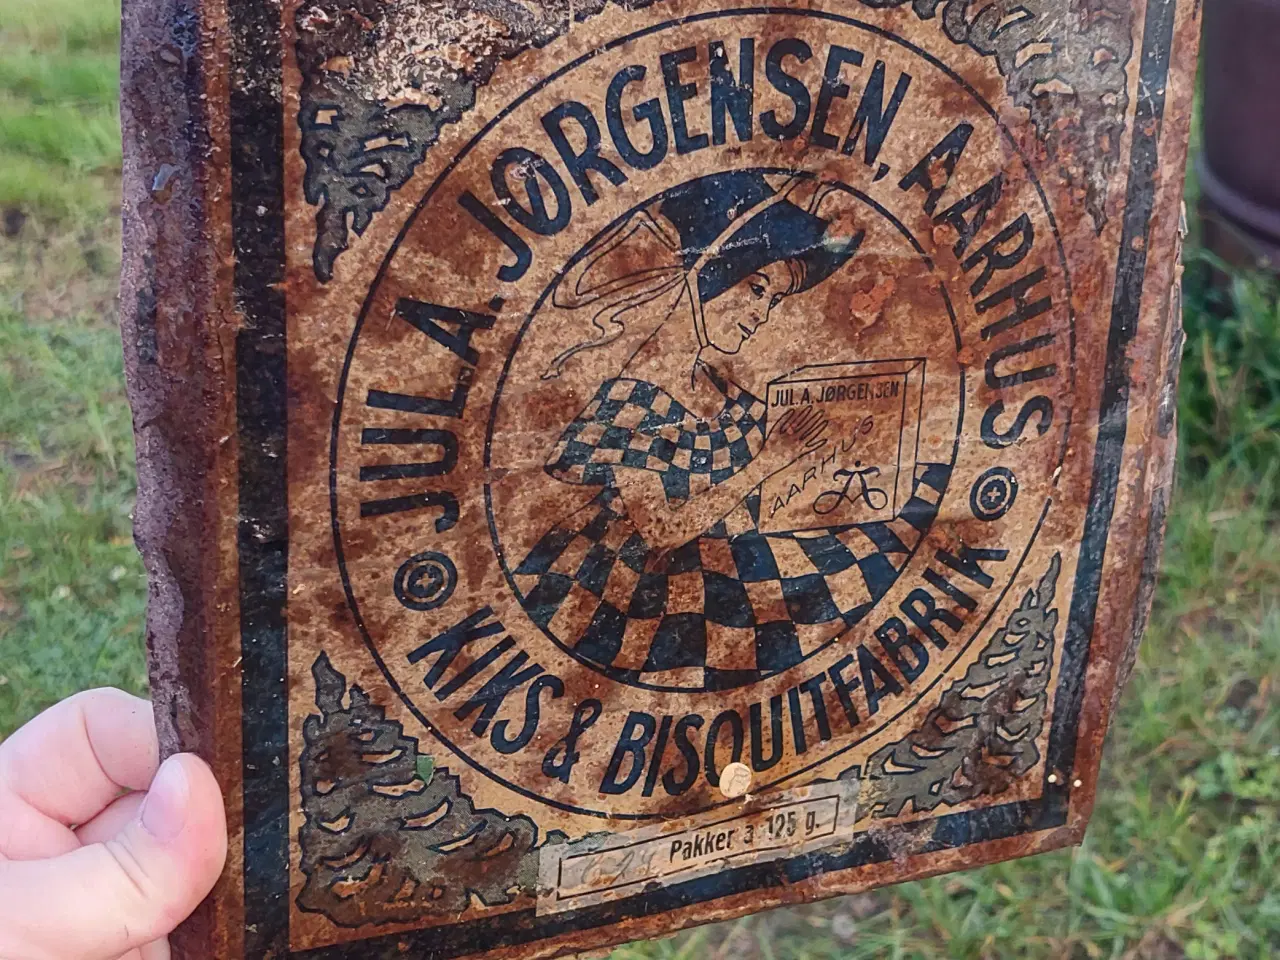 JUL. A. JØRGENSEN, AARHUS
JUL. A. JØRGENSEN
AARHUS
KIKS & BISQUITFABRIK
Pakker a 125 g.